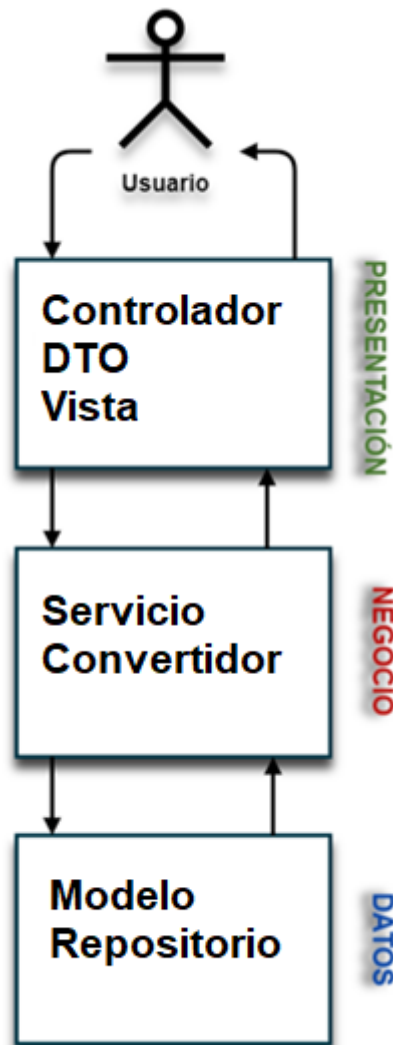 Usuario
Controlador
DTO
Vista
PRESENTACIÓN
Servicio
Convertidor
NEGOCIO
Modelo
Repositorio
DATOS